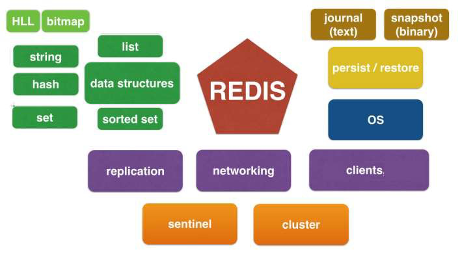 HLL
bitmap
string
list
hash
data structures
set
sorted set
REDIS
journal
(text)
snapshot
(binary)
persist / restore
OS
replication
networking
clients,
sentinel
cluster